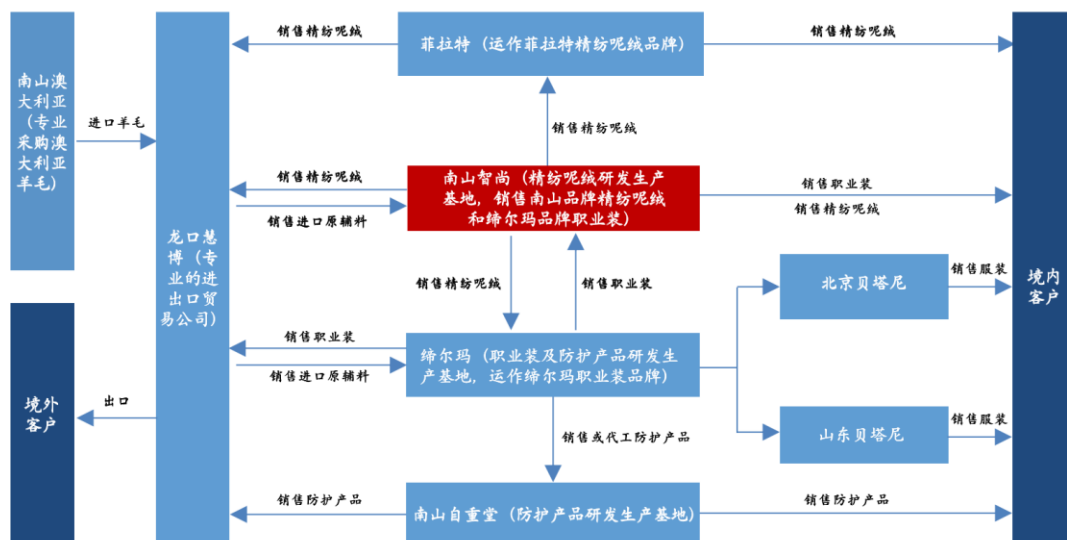 销售精纺呢绒
菲拉特（运作菲拉特精纺呢绒品牌）
销售精纺呢绒
南山澳
大利亚
（专业
采购澳
大利亚
羊毛）
进口羊毛
销售精纺呢绒
销售精纺呢绒
南山智尚（精纺呢绒研发生产
基地，销售南山品牌精纺呢绒
和缔尔玛品牌职业装）
销售职业装
销售精纺呢绒
销售进口原辅料
龙口慧
博（专
业的进
出口贸
易公司）
销售精纺呢绒
销售职业装
北京贝塔尼
销售服装
境内
客户
销售职业装
缔尔玛（职业装及防护产品研发生
产基地，运作缔尔玛职业装品牌）
销售进口原辅料
境外
客户
出口
销售或代工防护产品
山东贝塔尼
销售服装
销售防护产品
南山自重堂（防护产品研发生产基地）
销售防护产品